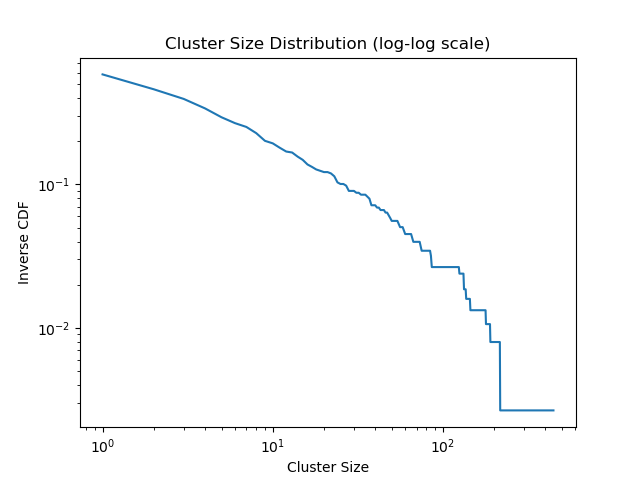 Cluster Size Distribution (log-log scale)
Inverse CDF
10⁻¹
10⁻²
10⁰
10¹
10²
Cluster Size